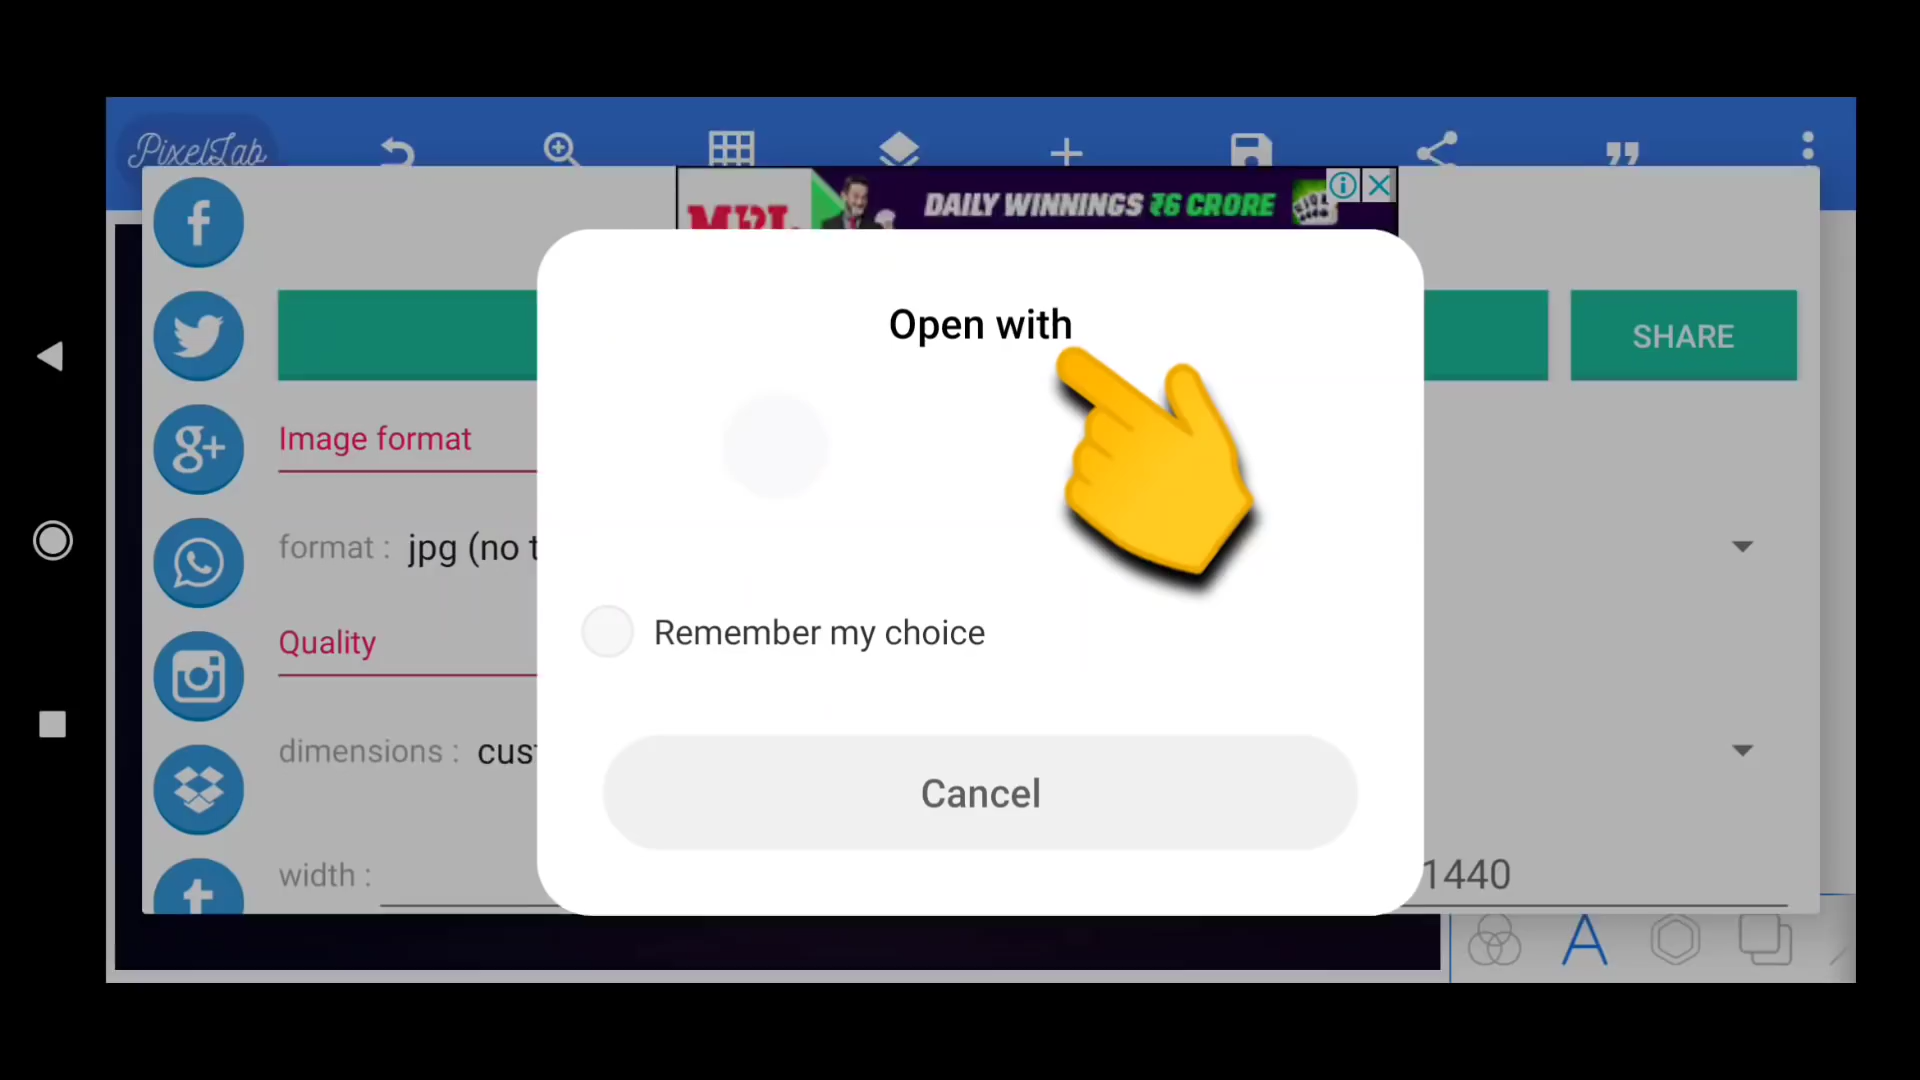 PixelLab
DAILY WINNINGS ₹6 CRORE
MPL
Open with
SHARE
Image format
format : jpg (no t
Remember my choice
Quality
dimensions : cus
Cancel
width :
1440